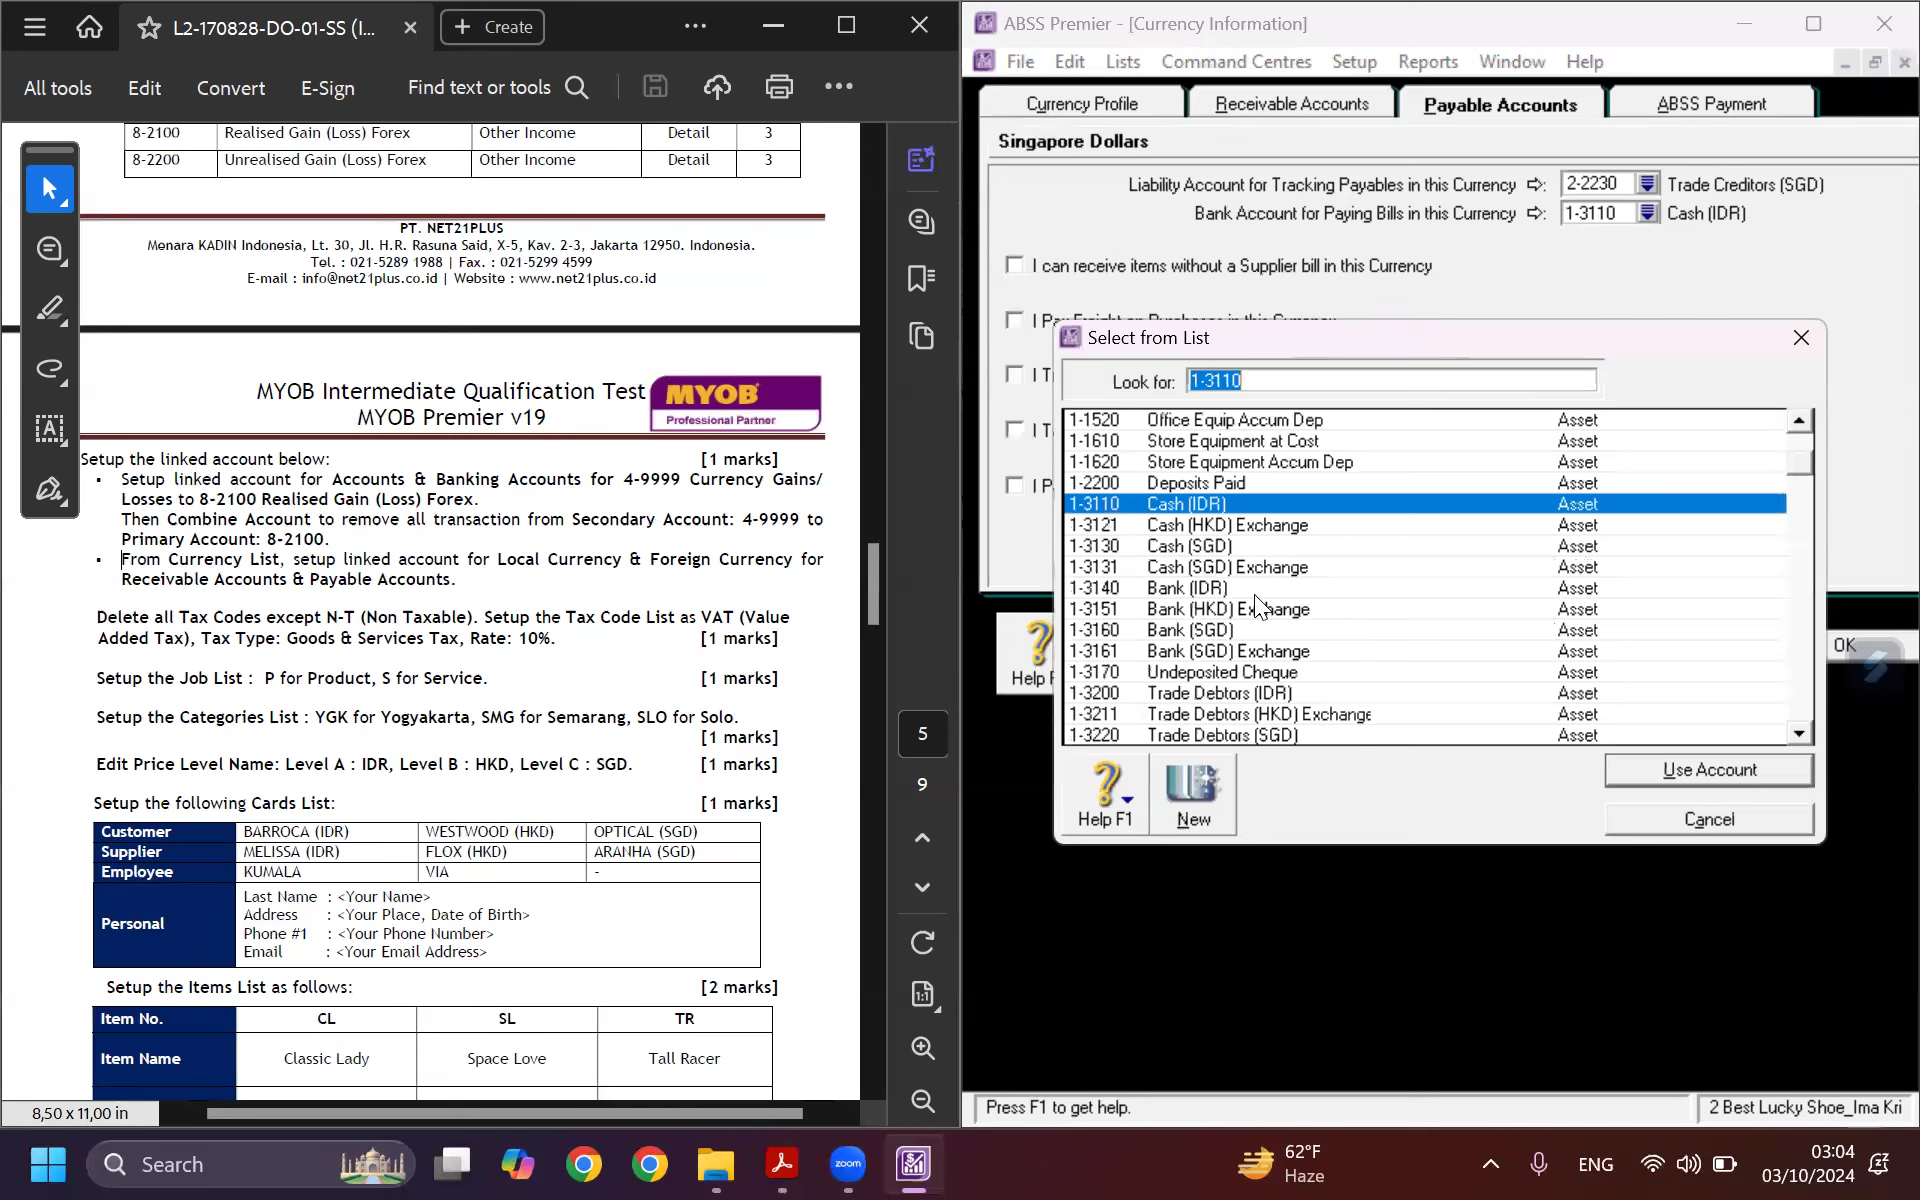 L2-170828-DO-01-SS (I...
Create
All tools
Edit
Convert
E-Sign
Find text or tools
8-2100 Realised Gain (Loss) Forex Other Income Detail 3
8-2200 Unrealised Gain (Loss) Forex Other Income Detail 3
PT. NET21PLUS
Menara KADIN Indonesia, Lt. 30, Jl. H.R. Rasuna Said, X-5, Kav. 2-3, Jakarta 12950. Indonesia.
Tel. : 021-5289 1988 | Fax. : 021-5299 4599
E-mail : info@net21plus.co.id | Website : www.net21plus.co.id
MYOB Intermediate Qualification Test
MYOB Premier v19
MYOB
Professional Partner
Setup the linked account below: [1 marks]
▪ Setup linked account for Accounts & Banking Accounts for 4-9999 Currency Gains/
Losses to 8-2100 Realised Gain (Loss) Forex.
Then Combine Account to remove all transaction from Secondary Account: 4-9999 to
Primary Account: 8-2100.
▪ From Currency List, setup linked account for Local Currency & Foreign Currency for
Receivable Accounts & Payable Accounts.
Delete all Tax Codes except N-T (Non Taxable). Setup the Tax Code List as VAT (Value
Added Tax), Tax Type: Goods & Services Tax, Rate: 10%. [1 marks]
Setup the Job List : P for Product, S for Service. [1 marks]
Setup the Categories List : YGK for Yogyakarta, SMG for Semarang, SLO for Solo.
[1 marks]
Edit Price Level Name: Level A : IDR, Level B : HKD, Level C : SGD. [1 marks]
Setup the following Cards List: [1 marks]
Customer BARROCA (IDR) WESTWOOD (HKD) OPTICAL (SGD)
Supplier MELISSA (IDR) FLOX (HKD) ARANHA (SGD)
Employee KUMALA VIA -
Personal
Last Name : <Your Name>
Address : <Your Place, Date of Birth>
Phone #1 : <Your Phone Number>
Email : <Your Email Address>
Setup the Items List as follows: [2 marks]
Item No. CL SL TR
Item Name Classic Lady Space Love Tall Racer
8,50 x 11,00 in
5
9
1:1
ABSS Premier - [Currency Information]
File Edit Lists Command Centres Setup Reports Window Help
Currency Profile Receivable Accounts Payable Accounts ABSS Payment
Singapore Dollars
Liability Account for Tracking Payables in this Currency 2-2230 Trade Creditors (SGD)
Bank Account for Paying Bills in this Currency 1-3110 Cash (IDR)
I can receive items without a Supplier bill in this Currency
Help F
OK
Select from List
Look for: 1-3110
1-1520 Office Equip Accum Dep Asset
1-1610 Store Equipment at Cost Asset
1-1620 Store Equipment Accum Dep Asset
1-2200 Deposits Paid Asset
1-3110 Cash (IDR) Asset
1-3121 Cash (HKD) Exchange Asset
1-3130 Cash (SGD) Asset
1-3131 Cash (SGD) Exchange Asset
1-3140 Bank (IDR) Asset
1-3151 Bank (HKD) Exchange Asset
1-3160 Bank (SGD) Asset
1-3161 Bank (SGD) Exchange Asset
1-3170 Undeposited Cheque Asset
1-3200 Trade Debtors (IDR) Asset
1-3211 Trade Debtors (HKD) Exchange Asset
1-3220 Trade Debtors (SGD) Asset
Help F1
New
Use Account
Cancel
Press F1 to get help.
2 Best Lucky Shoe_Ima Kri
Search
zoom
62°F
Haze
ENG
03:04
03/10/2024